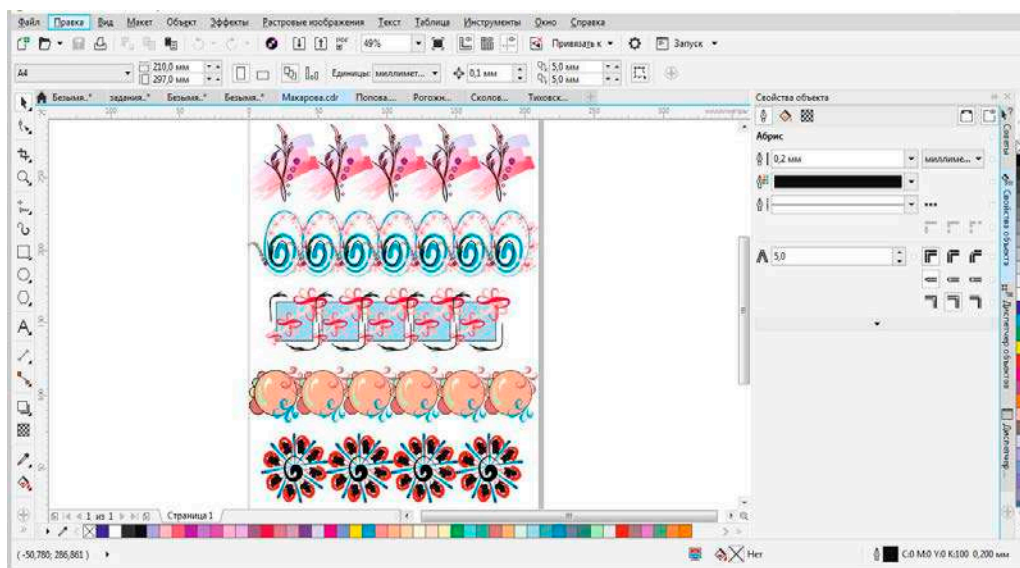 Файл Правка Вид Макет Объект Эффекты Растровые изображения Текст Таблица Инструменты Окно Справка
49% Привязать к Запуск
A4 210,0 мм 297,0 мм Единицы: миллимет... 0,1 мм 5,0 мм 5,0 мм
Безымя..* задания..* Безымя..* Безымя..* Макарова.cdr Попова.... Рогожн... Сколов... Тиховск...
Свойства объекта
Абрис
0,2 мм миллиме...
5,0
Советы
Свойства объекта
Диспетчер объектов
Диспетчер...
1 из 1 Страница 1
( -50,780; 286,861 ) Нет C:0 M:0 Y:0 K:100 0,200 мм